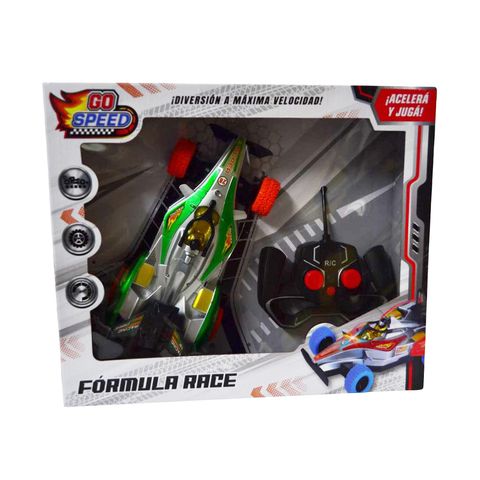 GO
SPEED
¡DIVERSIÓN A MÁXIMA VELOCIDAD!
¡ACELERÁ
Y JUGÁ!
R/C
FÓRMULA RACE